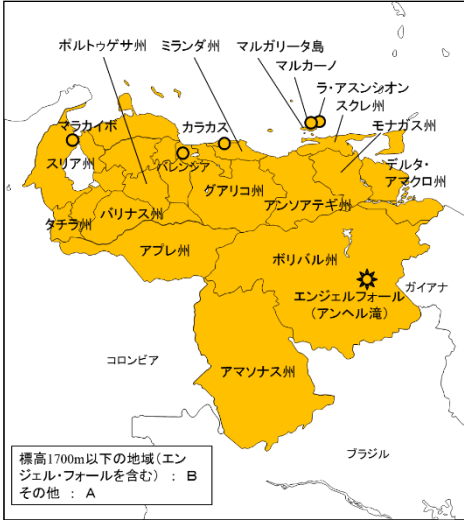 ポルトゥゲサ州
ミランダ州
マルガリータ島
マルカーノ
ラ・アスンシオン
スクレ州
モナガス州
マラカイボ
カラカス
スリア州
バレンシア
デルタ・
アマクロ州
グアリコ州
アンソアテギ州
バリナス州
タチラ州
アプレ州
ボリバル州
ガイアナ
エンジェルフォール
(アンヘル滝)
コロンビア
アマソナス州
ブラジル
標高1700m以下の地域(エン
ジェル・フォールを含む) : B
その他 : A